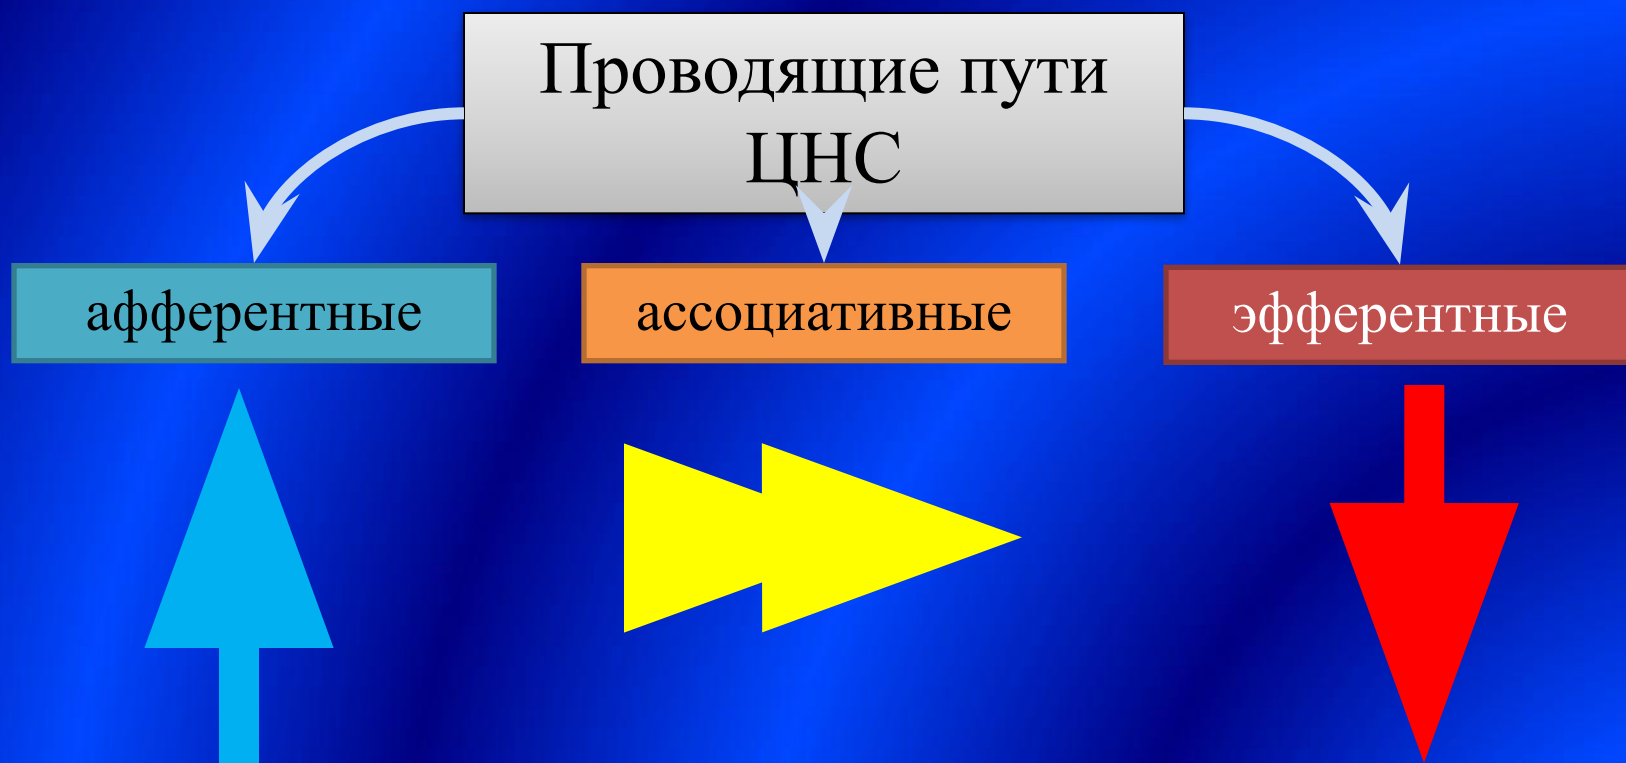 Проводящие пути
ЦНС
афферентные
ассоциативные
эфферентные